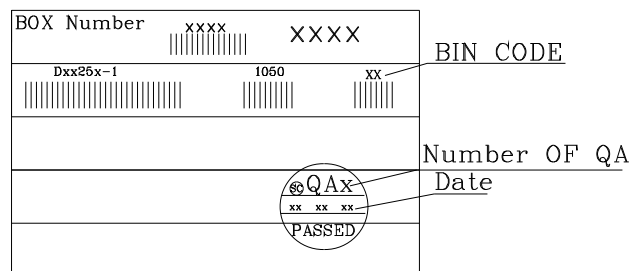 BOX Number
xxxx
XXXX
Dxx25x-1
1050
xx
BIN CODE
Number OF QA
Date
SC QAx
xx xx xx
PASSED